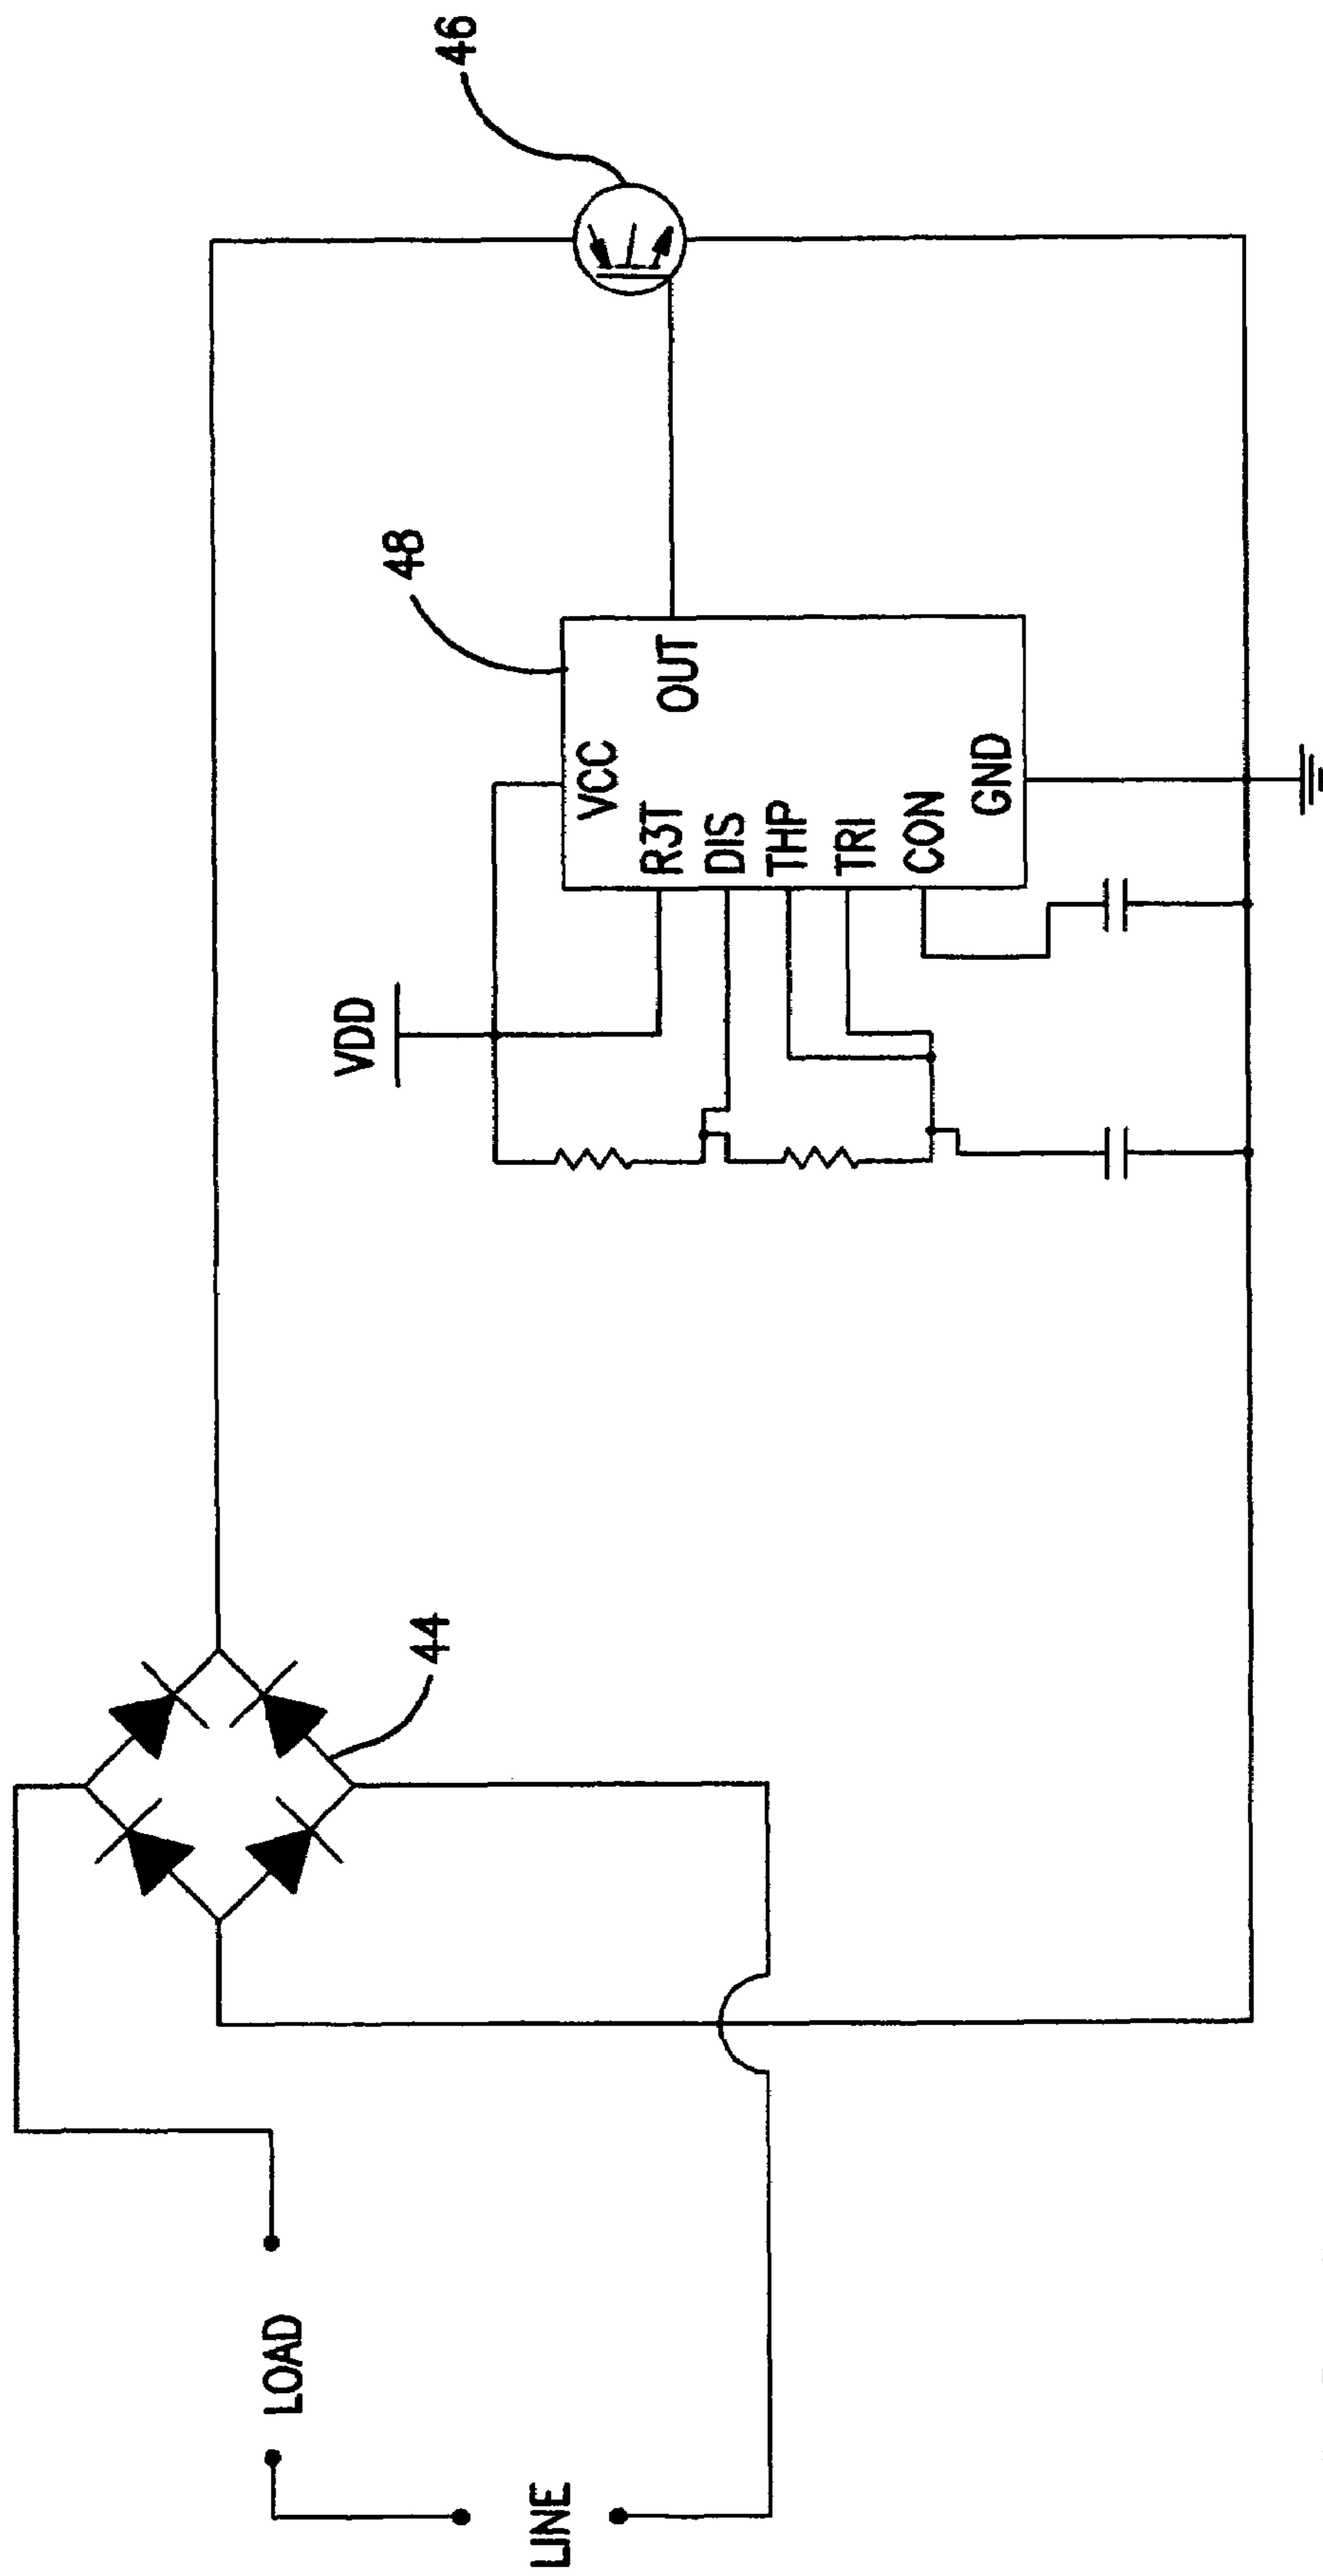 LINE
LOAD
44
VDD
48
VCC
R3T
DIS
THP
TRI
CON
GND
OUT
46